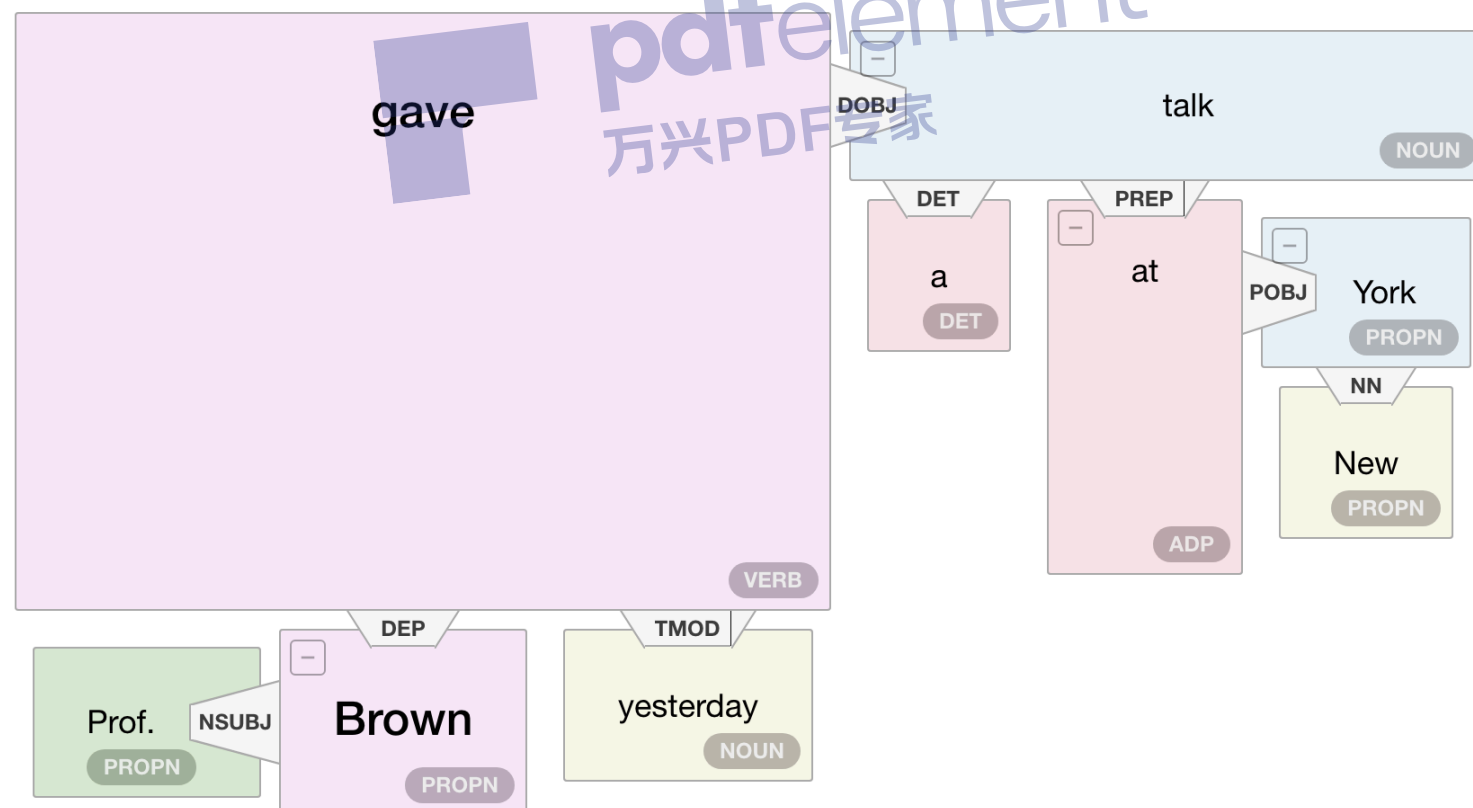 pdfelement
万兴PDF专家
gave
VERB
DOBJ
talk
NOUN
DET
a
DET
PREP
at
ADP
POBJ
York
PROPN
NN
New
PROPN
DEP
TMOD
Prof.
PROPN
NSUBJ
Brown
PROPN
yesterday
NOUN